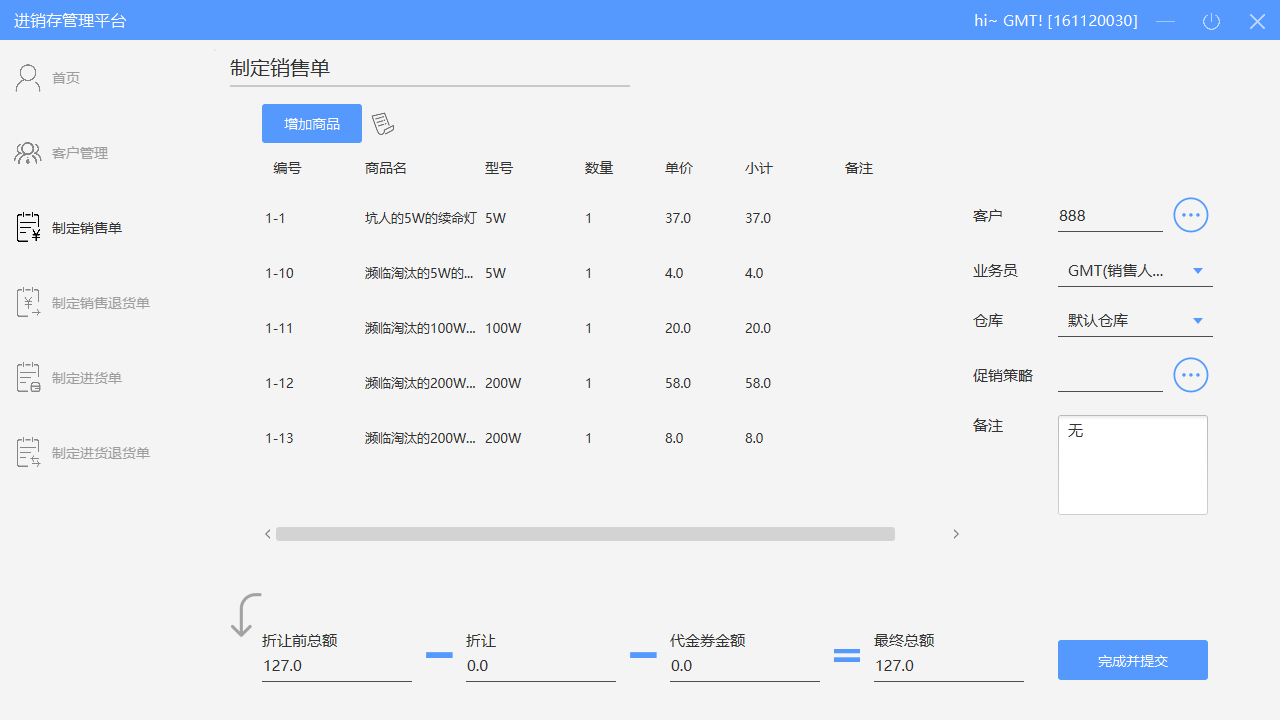 进销存管理平台
hi~ GMT! [161120030]
首页
客户管理
制定销售单
制定销售退货单
制定进货单
制定进货退货单
制定销售单
增加商品
编号 商品名 型号 数量 单价 小计 备注
1-1 坑人的5W的续命灯 5W 1 37.0 37.0
1-10 濒临淘汰的5W的... 5W 1 4.0 4.0
1-11 濒临淘汰的100W... 100W 1 20.0 20.0
1-12 濒临淘汰的200W... 200W 1 58.0 58.0
1-13 濒临淘汰的200W... 200W 1 8.0 8.0
客户 888
业务员 GMT(销售人...
仓库 默认仓库
促销策略
备注 无
折让前总额 折让 代金券金额 最终总额
127.0 0.0 0.0 127.0
完成并提交